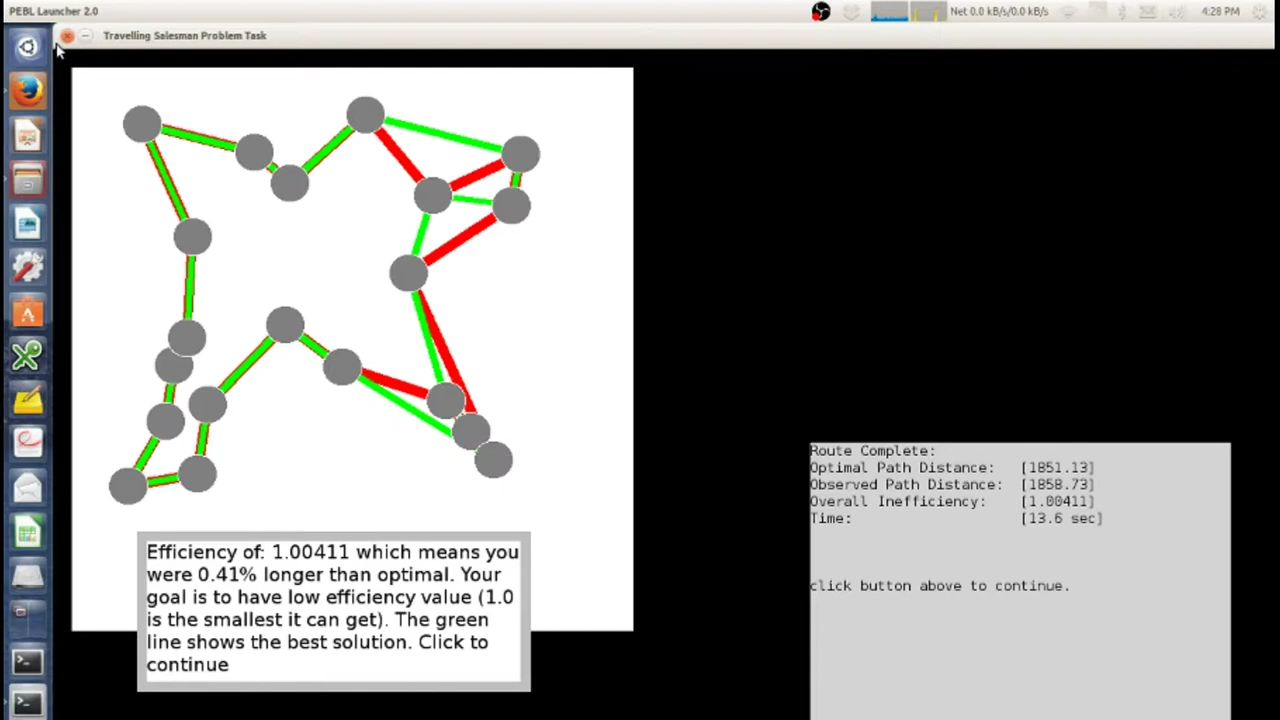 PEBL Launcher 2.0
Net 0.0 kB/s/0.0 kB/s
4:28 PM
Travelling Salesman Problem Task
Route Complete:
Optimal Path Distance: [1851.13]
Observed Path Distance: [1858.73]
Overall Inefficiency: [1.00411]
Time: [13.6 sec]
click button above to continue.
Efficiency of: 1.00411 which means you
were 0.41% longer than optimal. Your
goal is to have low efficiency value (1.0
is the smallest it can get). The green
line shows the best solution. Click to
continue